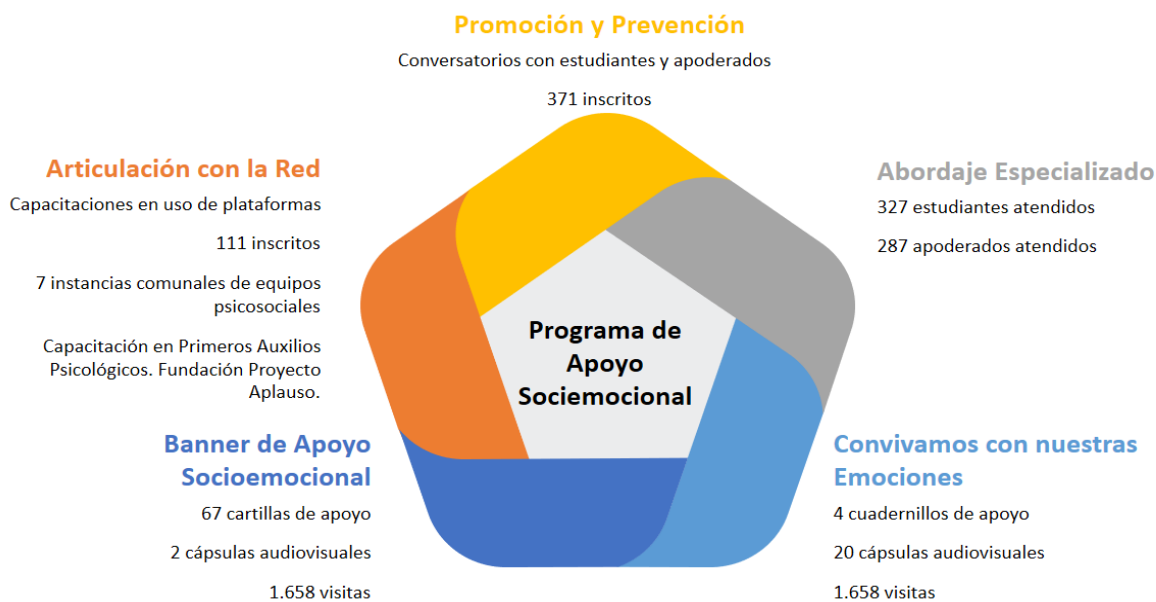 Promoción y Prevención
Conversatorios con estudiantes y apoderados
371 inscritos
Articulación con la Red
Capacitaciones en uso de plataformas
111 inscritos
7 instancias comunales de equipos
psicosociales
Capacitación en Primeros Auxilios
Psicológicos. Fundación Proyecto
Aplauso.
Abordaje Especializado
327 estudiantes atendidos
287 apoderados atendidos
Programa de
Apoyo
Sociemocional
Banner de Apoyo
Socioemocional
67 cartillas de apoyo
2 cápsulas audiovisuales
1.658 visitas
Convivamos con nuestras
Emociones
4 cuadernillos de apoyo
20 cápsulas audiovisuales
1.658 visitas